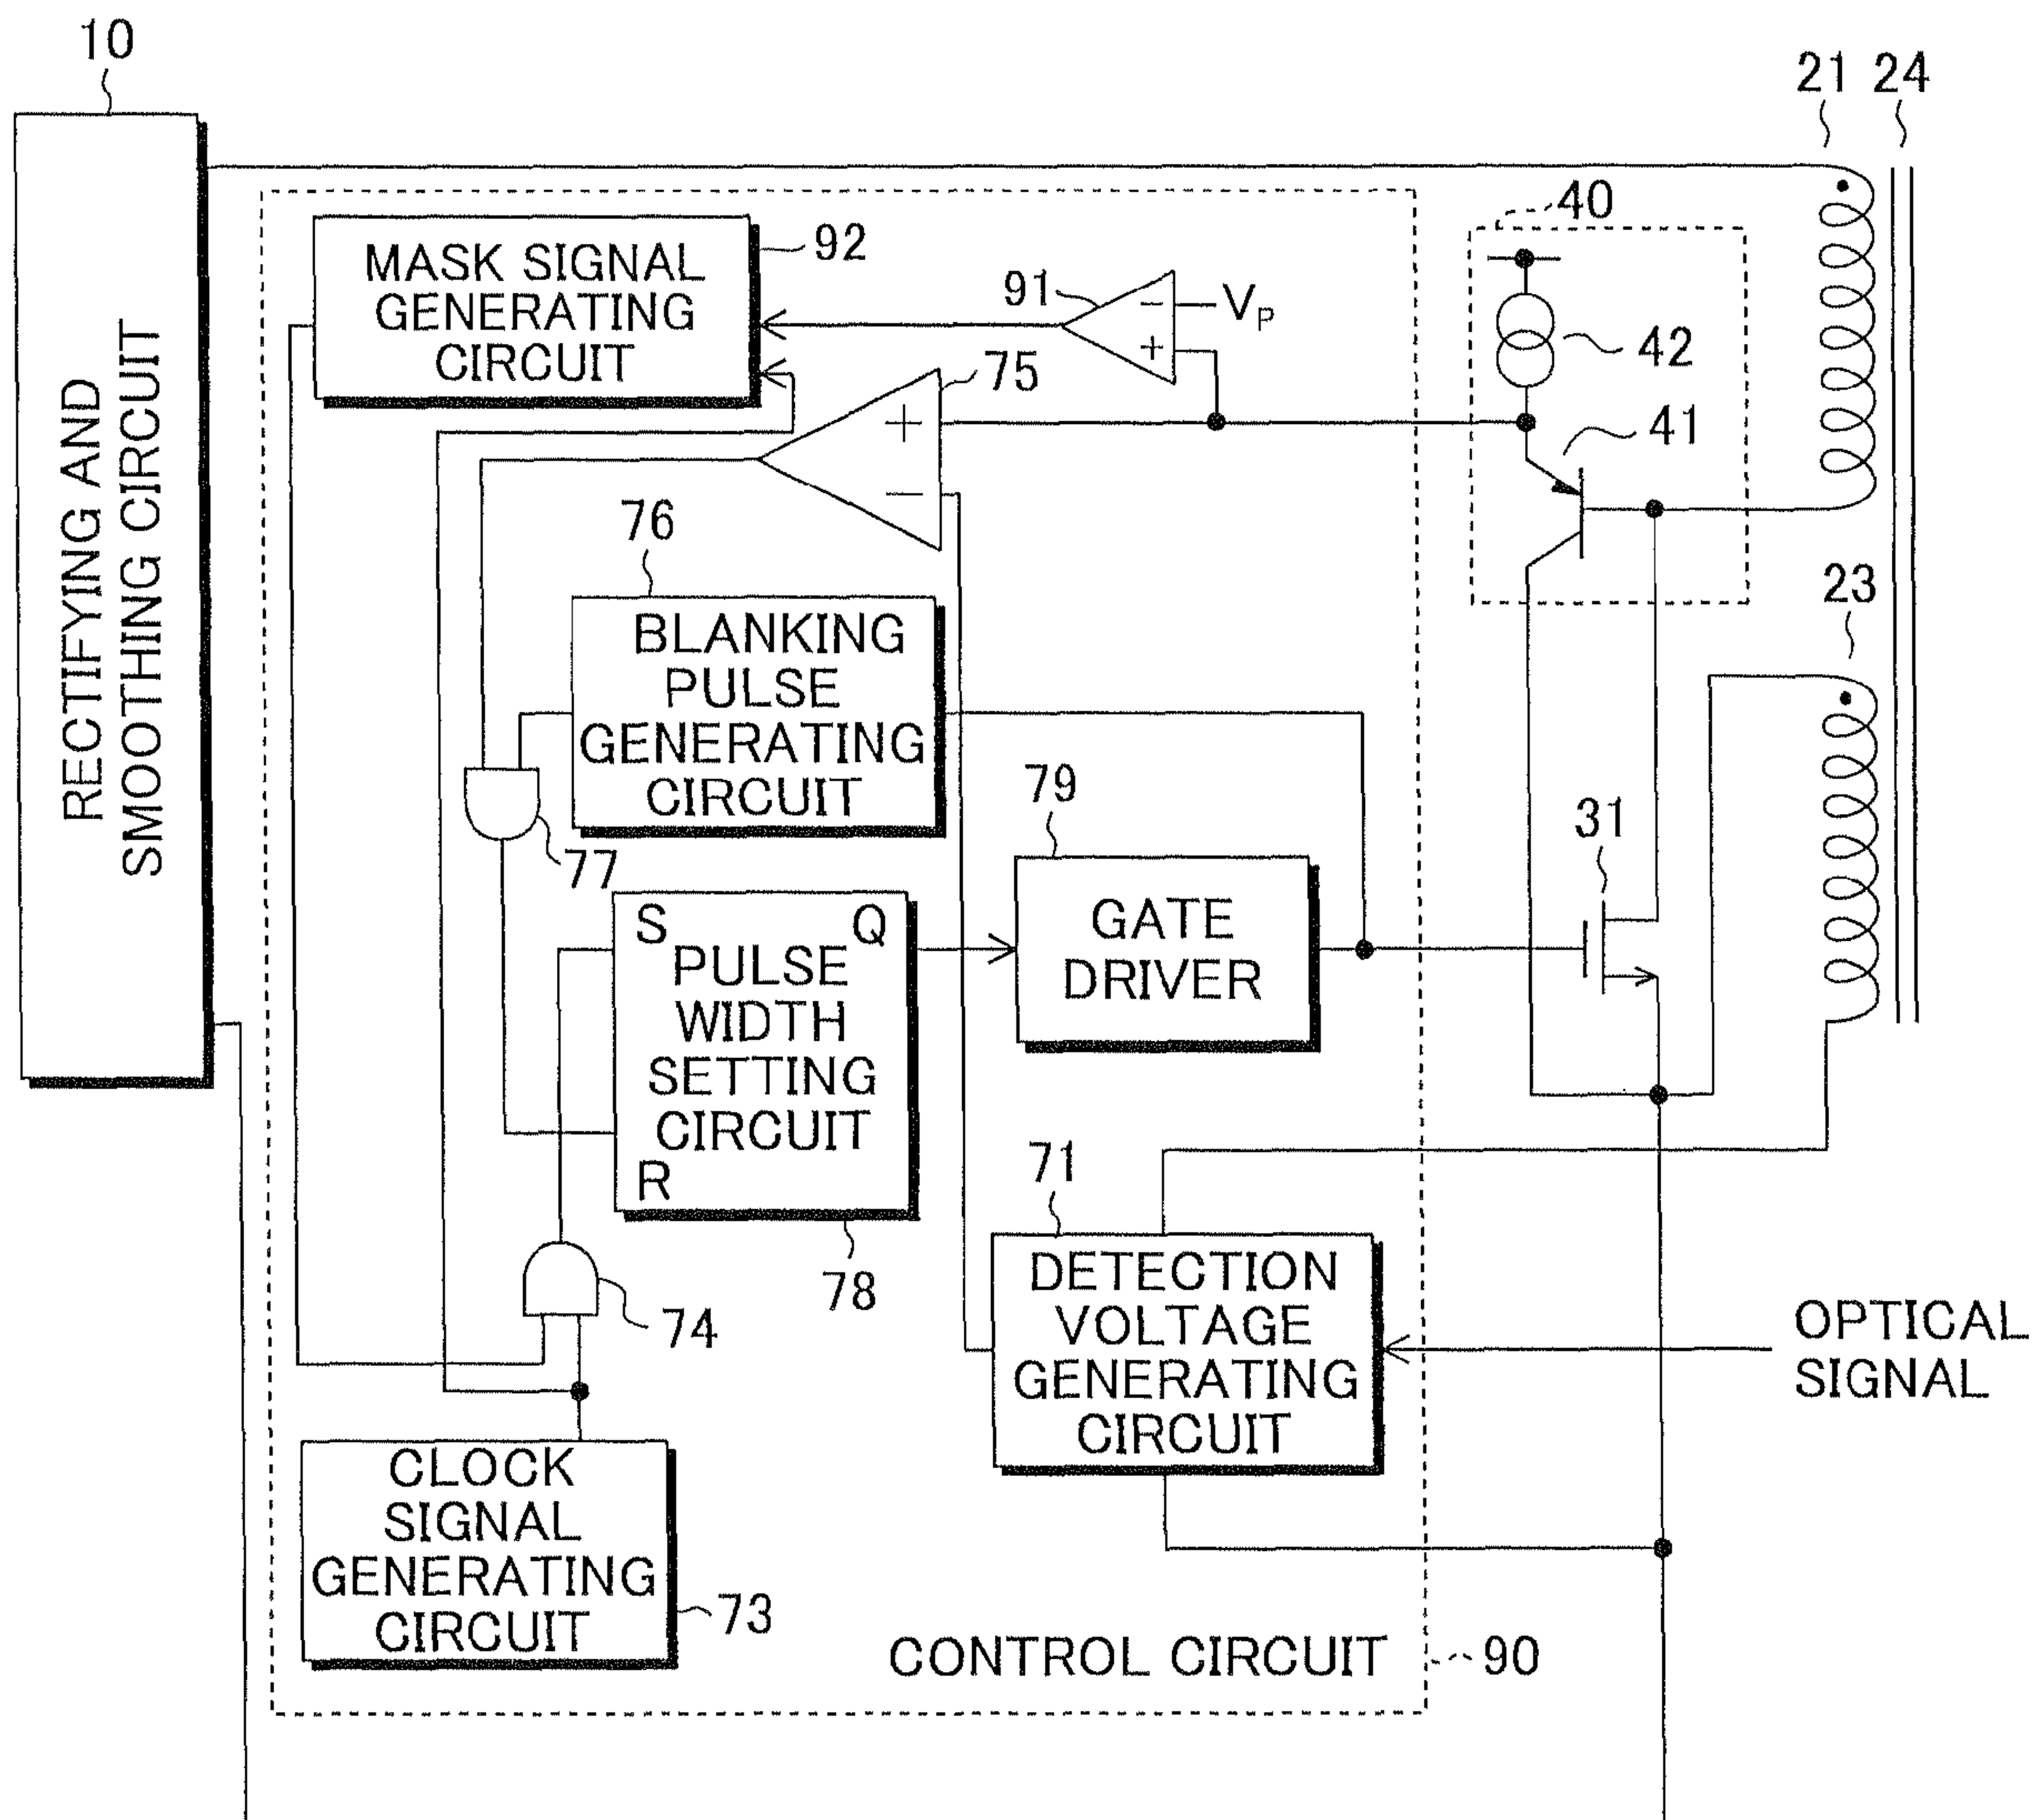 10
21 24
RECTIFYING AND
SMOOTHING CIRCUIT
MASK SIGNAL
GENERATING
CIRCUIT
92
91
−
+
VP
40
42
41
75
+
−
76
BLANKING
PULSE
GENERATING
CIRCUIT
77
23
79
GATE
DRIVER
31
S
Q
PULSE
WIDTH
SETTING
CIRCUIT
R
78
74
71
DETECTION
VOLTAGE
GENERATING
CIRCUIT
OPTICAL
SIGNAL
CLOCK
SIGNAL
GENERATING
CIRCUIT
73
CONTROL CIRCUIT
90